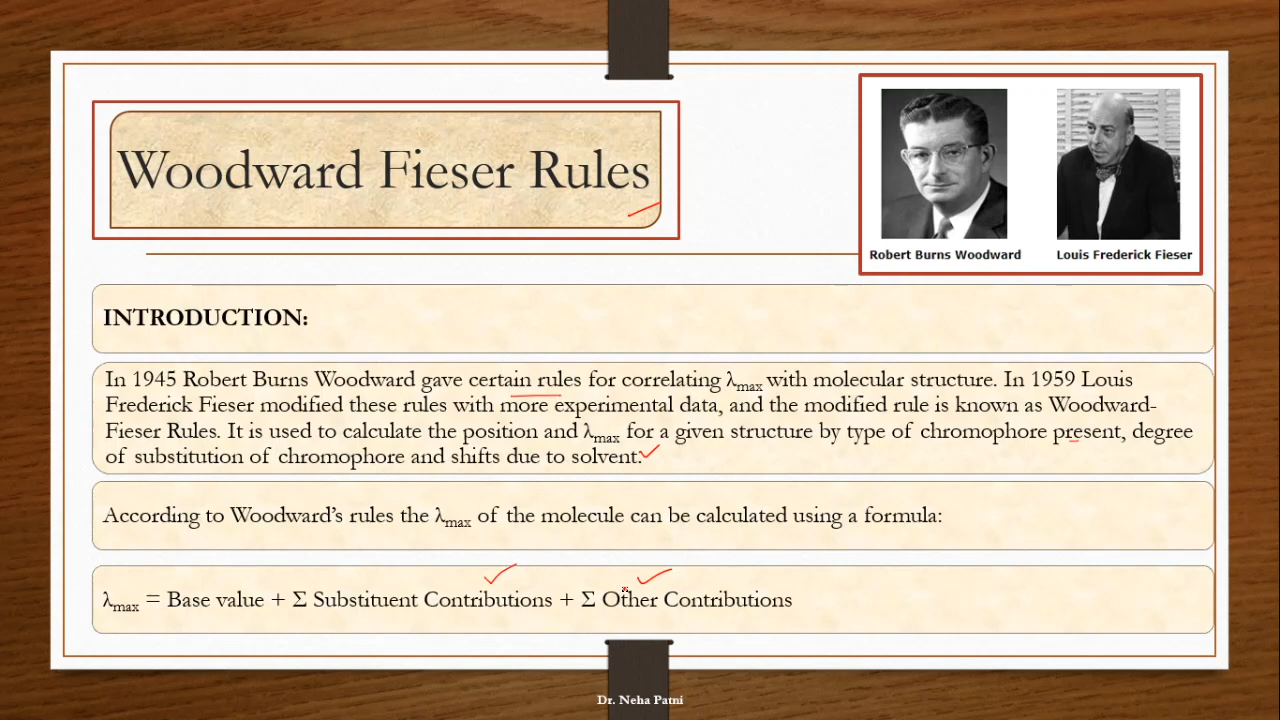 Woodward Fieser Rules
Robert Burns Woodward
Louis Frederick Fieser
INTRODUCTION:
In 1945 Robert Burns Woodward gave certain rules for correlating λmax with molecular structure. In 1959 Louis
Frederick Fieser modified these rules with more experimental data, and the modified rule is known as Woodward-
Fieser Rules. It is used to calculate the position and λmax for a given structure by type of chromophore present, degree
of substitution of chromophore and shifts due to solvent.
According to Woodward's rules the λmax of the molecule can be calculated using a formula:
λmax = Base value + Σ Substituent Contributions + Σ Other Contributions
Dr. Neha Patni